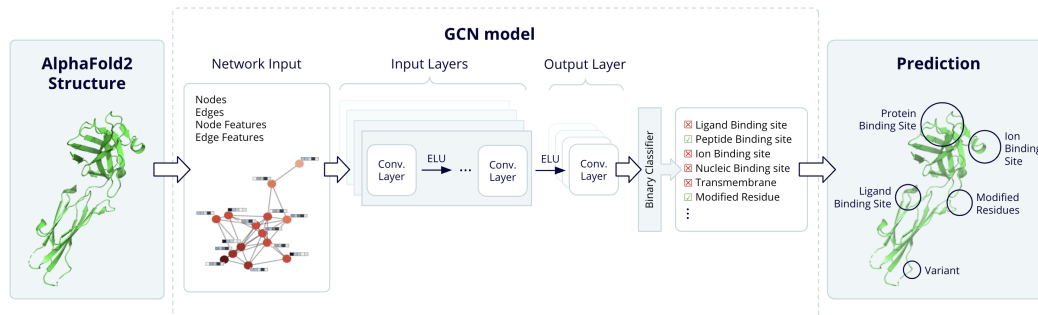 GCN model
AlphaFold2
Structure
Network Input
Input Layers
Output Layer
Prediction
Nodes
Edges
Node Features
Edge Features
Conv.
Layer
ELU
...
Conv.
Layer
ELU
Conv.
Layer
Binary Classifier
☒ Ligand Binding site
☑ Peptide Binding site
☒ Ion Binding site
☒ Nucleic Binding site
☒ Transmembrane
☑ Modified Residue
⋮
Protein
Binding Site
Ion
Binding
Site
Ligand
Binding Site
Modified
Residues
Variant